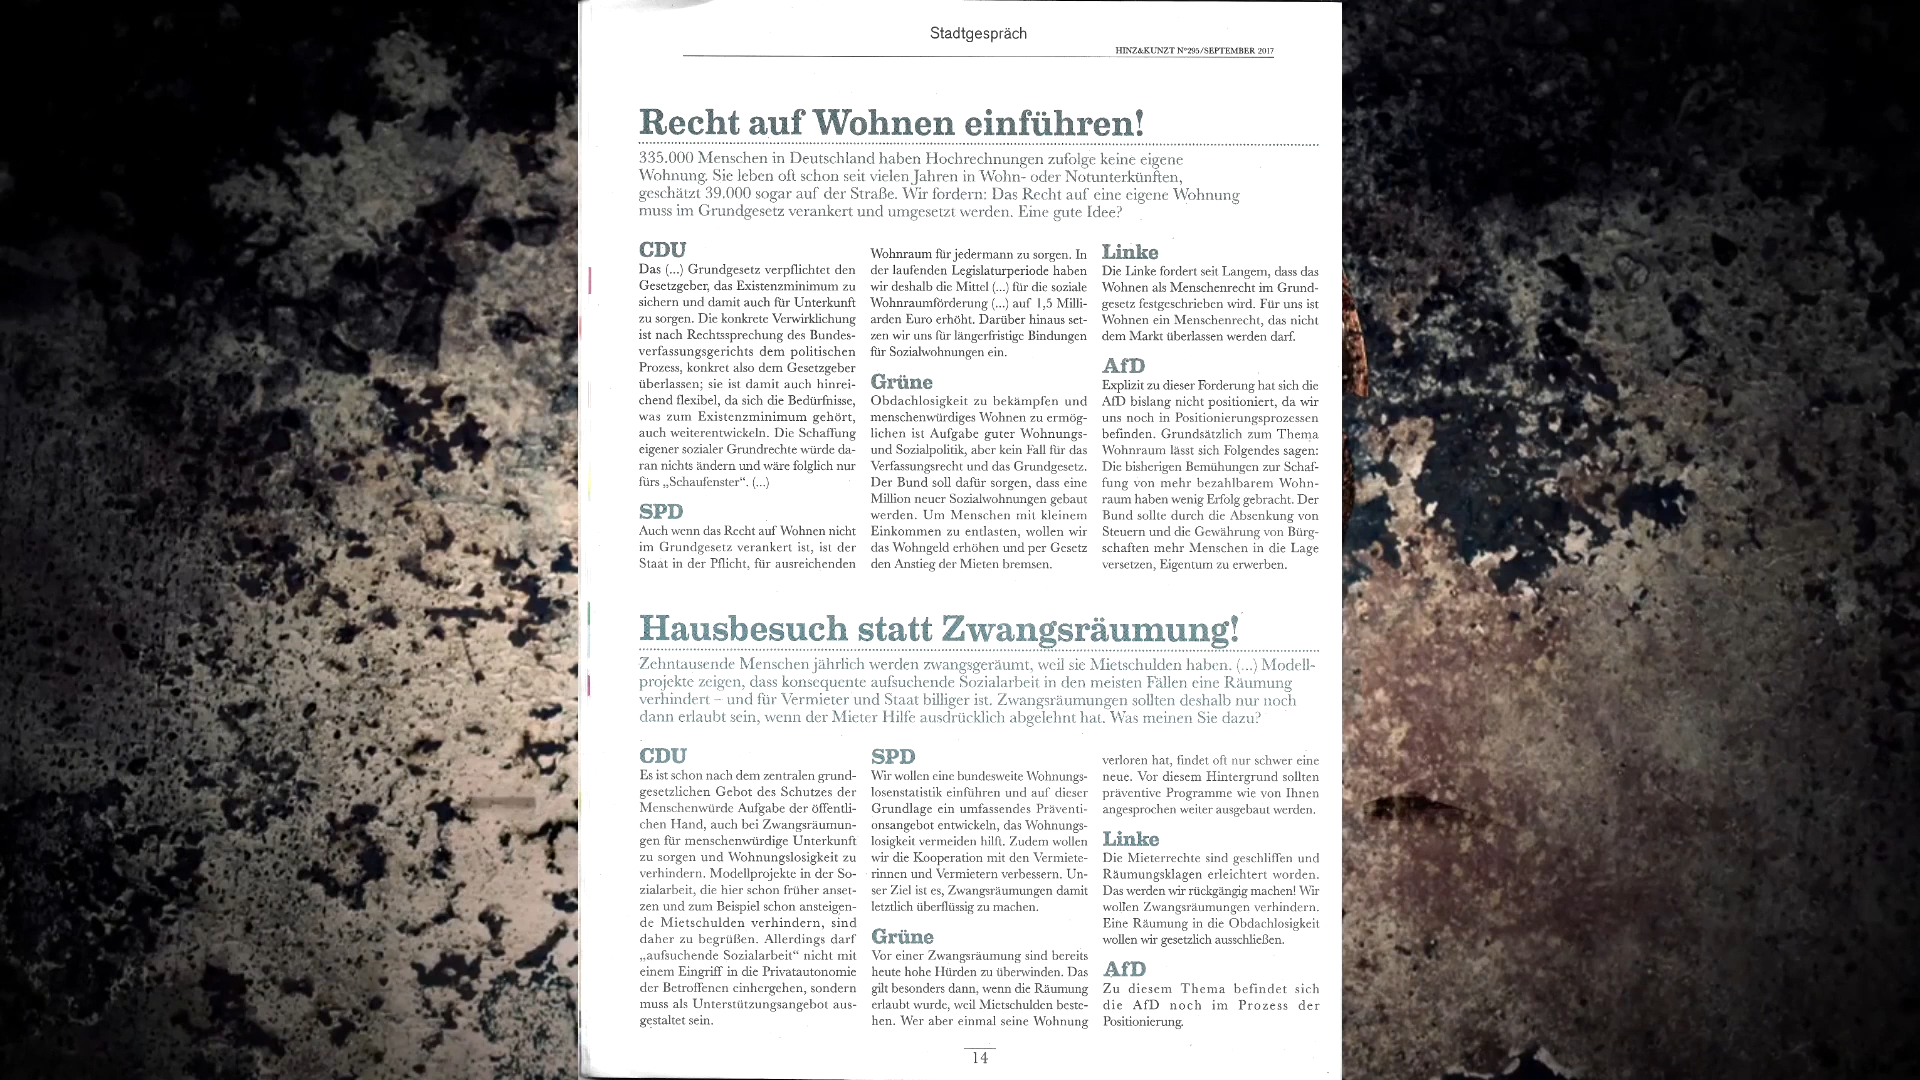 Stadtgespräch
HINZ&KUNZT N°295/SEPTEMBER 2017
Recht auf Wohnen einführen!
335.000 Menschen in Deutschland haben Hochrechnungen zufolge keine eigene
Wohnung. Sie leben oft schon seit vielen Jahren in Wohn- oder Notunterkünften,
geschätzt 39.000 sogar auf der Straße. Wir fordern: Das Recht auf eine eigene Wohnung
muss im Grundgesetz verankert und umgesetzt werden. Eine gute Idee?
CDU
Das (...) Grundgesetz verpflichtet den
Gesetzgeber, das Existenzminimum zu
sichern und damit auch für Unterkunft
zu sorgen. Die konkrete Verwirklichung
ist nach Rechtssprechung des Bundes-
verfassungsgerichts dem politischen
Prozess, konkret also dem Gesetzgeber
überlassen; sie ist damit auch hinrei-
chend flexibel, da sich die Bedürfnisse,
was zum Existenzminimum gehört,
auch weiterentwickeln. Die Schaffung
eigener sozialer Grundrechte würde da-
ran nichts ändern und wäre folglich nur
fürs „Schaufenster“. (...)
SPD
Auch wenn das Recht auf Wohnen nicht
im Grundgesetz verankert ist, ist der
Staat in der Pflicht, für ausreichenden
Wohnraum für jedermann zu sorgen. In
der laufenden Legislaturperiode haben
wir deshalb die Mittel (...) für die soziale
Wohnraumförderung (...) auf 1,5 Milli-
arden Euro erhöht. Darüber hinaus set-
zen wir uns für längerfristige Bindungen
für Sozialwohnungen ein.
Grüne
Obdachlosigkeit zu bekämpfen und
menschenwürdiges Wohnen zu ermög-
lichen ist Aufgabe guter Wohnungs-
und Sozialpolitik, aber kein Fall für das
Verfassungsrecht und das Grundgesetz.
Der Bund soll dafür sorgen, dass eine
Million neuer Sozialwohnungen gebaut
werden. Um Menschen mit kleinem
Einkommen zu entlasten, wollen wir
das Wohngeld erhöhen und per Gesetz
den Anstieg der Mieten bremsen.
Linke
Die Linke fordert seit Langem, dass das
Wohnen als Menschenrecht im Grund-
gesetz festgeschrieben wird. Für uns ist
Wohnen ein Menschenrecht, das nicht
dem Markt überlassen werden darf.
AfD
Explizit zu dieser Forderung hat sich die
AfD bislang nicht positioniert, da wir
uns noch in Positionierungsprozessen
befinden. Grundsätzlich zum Thema
Wohnraum lässt sich Folgendes sagen:
Die bisherigen Bemühungen zur Schaf-
fung von mehr bezahlbarem Wohn-
raum haben wenig Erfolg gebracht. Der
Bund sollte durch die Absenkung von
Steuern und die Gewährung von Bürg-
schaften mehr Menschen in die Lage
versetzen, Eigentum zu erwerben.
Hausbesuch statt Zwangsräumung!
Zehntausende Menschen jährlich werden zwangsgeräumt, weil sie Mietschulden haben. (...) Modell-
projekte zeigen, dass konsequente aufsuchende Sozialarbeit in den meisten Fällen eine Räumung
verhindert – und für Vermieter und Staat billiger ist. Zwangsräumungen sollten deshalb nur noch
dann erlaubt sein, wenn der Mieter Hilfe ausdrücklich abgelehnt hat. Was meinen Sie dazu?
CDU
Es ist schon nach dem zentralen grund-
gesetzlichen Gebot des Schutzes der
Menschenwürde Aufgabe der öffentli-
chen Hand, auch bei Zwangsräumun-
gen für menschenwürdige Unterkunft
zu sorgen und Wohnungslosigkeit zu
verhindern. Modellprojekte in der So-
zialarbeit, die hier schon früher anset-
zen und zum Beispiel schon ansteigen-
de Mietschulden verhindern, sind
daher zu begrüßen. Allerdings darf
„aufsuchende Sozialarbeit“ nicht mit
einem Eingriff in die Privatautonomie
der Betroffenen einhergehen, sondern
muss als Unterstützungsangebot aus-
gestaltet sein.
SPD
Wir wollen eine bundesweite Wohnungs-
losenstatistik einführen und auf dieser
Grundlage ein umfassendes Präventi-
onsangebot entwickeln, das Wohnungs-
losigkeit vermeiden hilft. Zudem wollen
wir die Kooperation mit den Vermiete-
rinnen und Vermietern verbessern. Un-
ser Ziel ist es, Zwangsräumungen damit
letztlich überflüssig zu machen.
Grüne
Vor einer Zwangsräumung sind bereits
heute hohe Hürden zu überwinden. Das
gilt besonders dann, wenn die Räumung
erlaubt wurde, weil Mietschulden beste-
hen. Wer aber einmal seine Wohnung
verloren hat, findet oft nur schwer eine
neue. Vor diesem Hintergrund sollten
präventive Programme wie von Ihnen
angesprochen weiter ausgebaut werden.
Linke
Die Mieterrechte sind geschliffen und
Räumungsklagen erleichtert worden.
Das werden wir rückgängig machen! Wir
wollen Zwangsräumungen verhindern.
Eine Räumung in die Obdachlosigkeit
wollen wir gesetzlich ausschließen.
AfD
Zu diesem Thema befindet sich
die AfD noch im Prozess der
Positionierung.
14